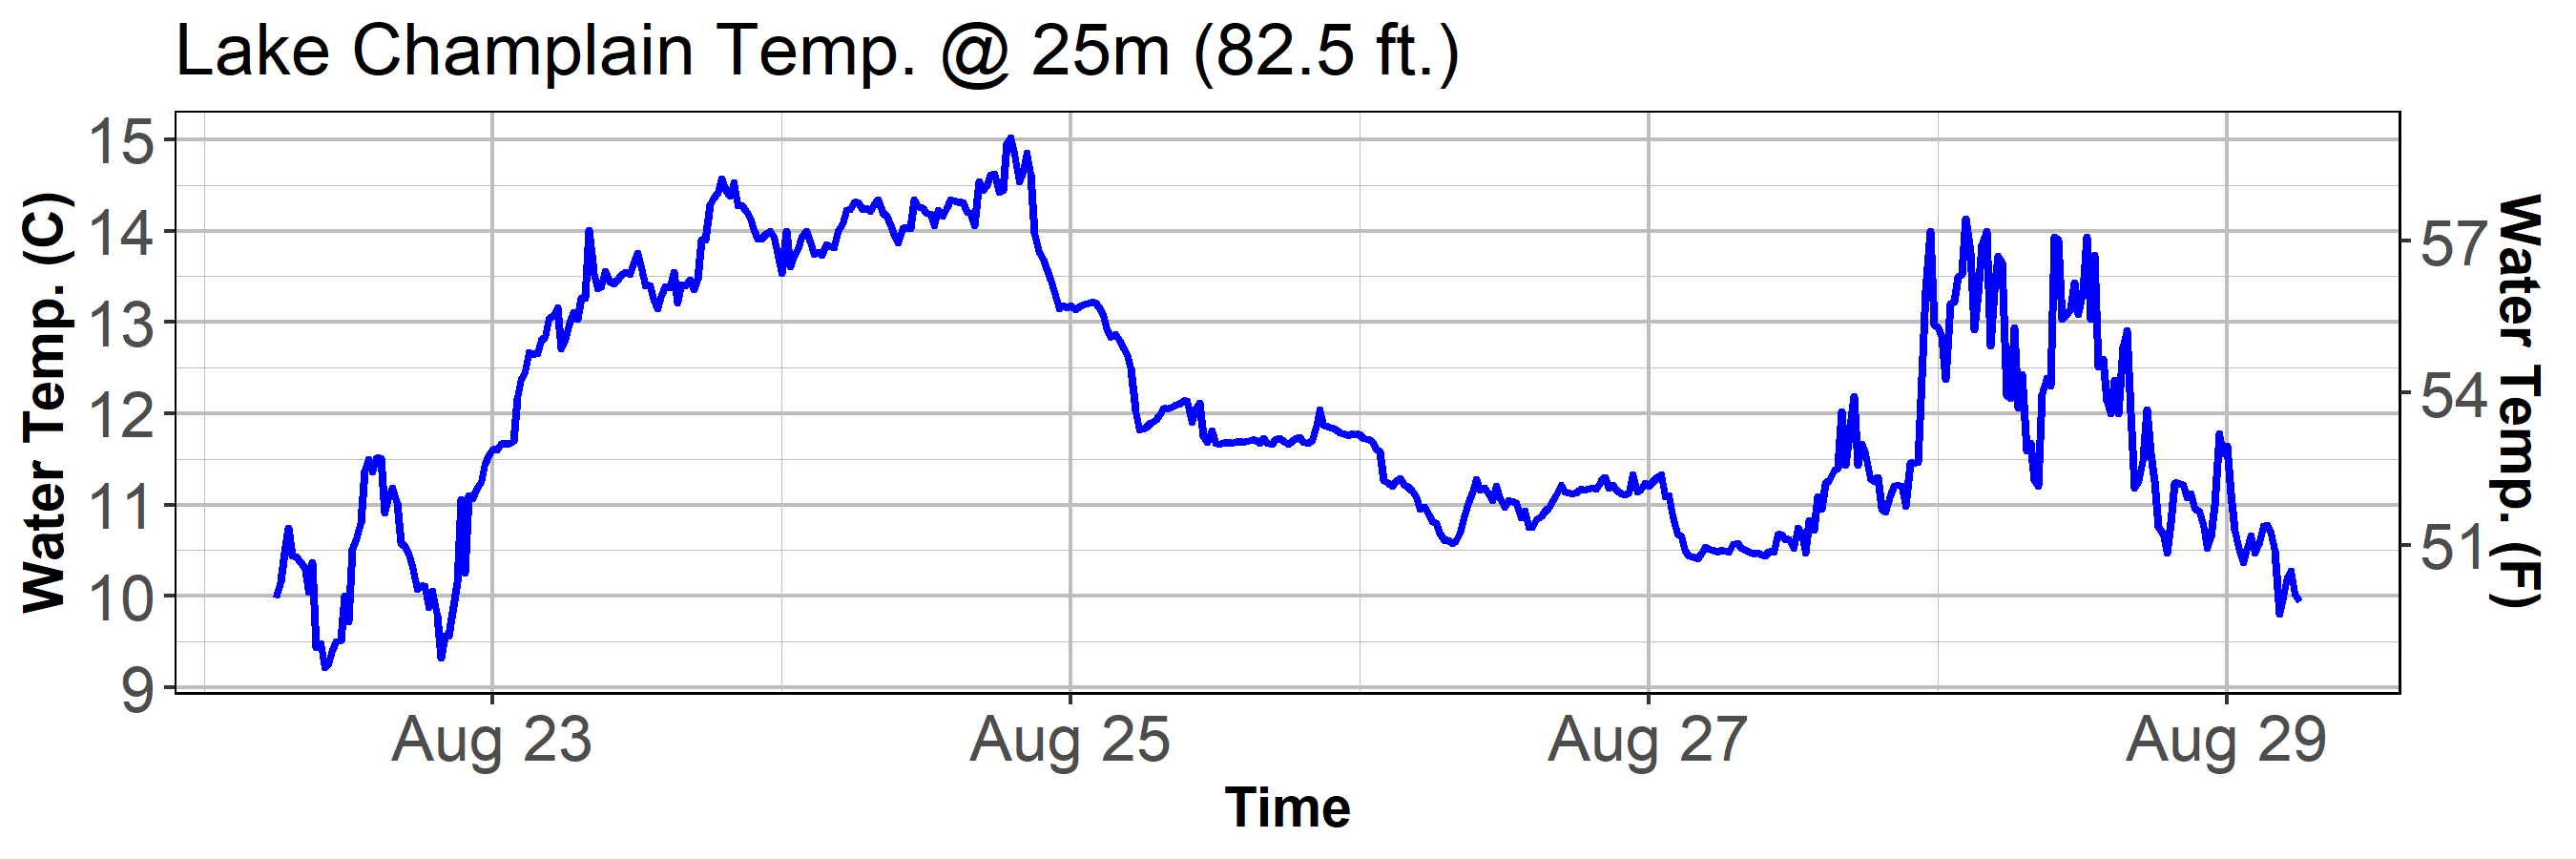 Lake Champlain Temp. @ 25m (82.5 ft.)
Water Temp. (C)
15
14
13
12
11
10
9
57
54
51
Water Temp. (F)
Aug 23 Aug 25 Aug 27 Aug 29
Time